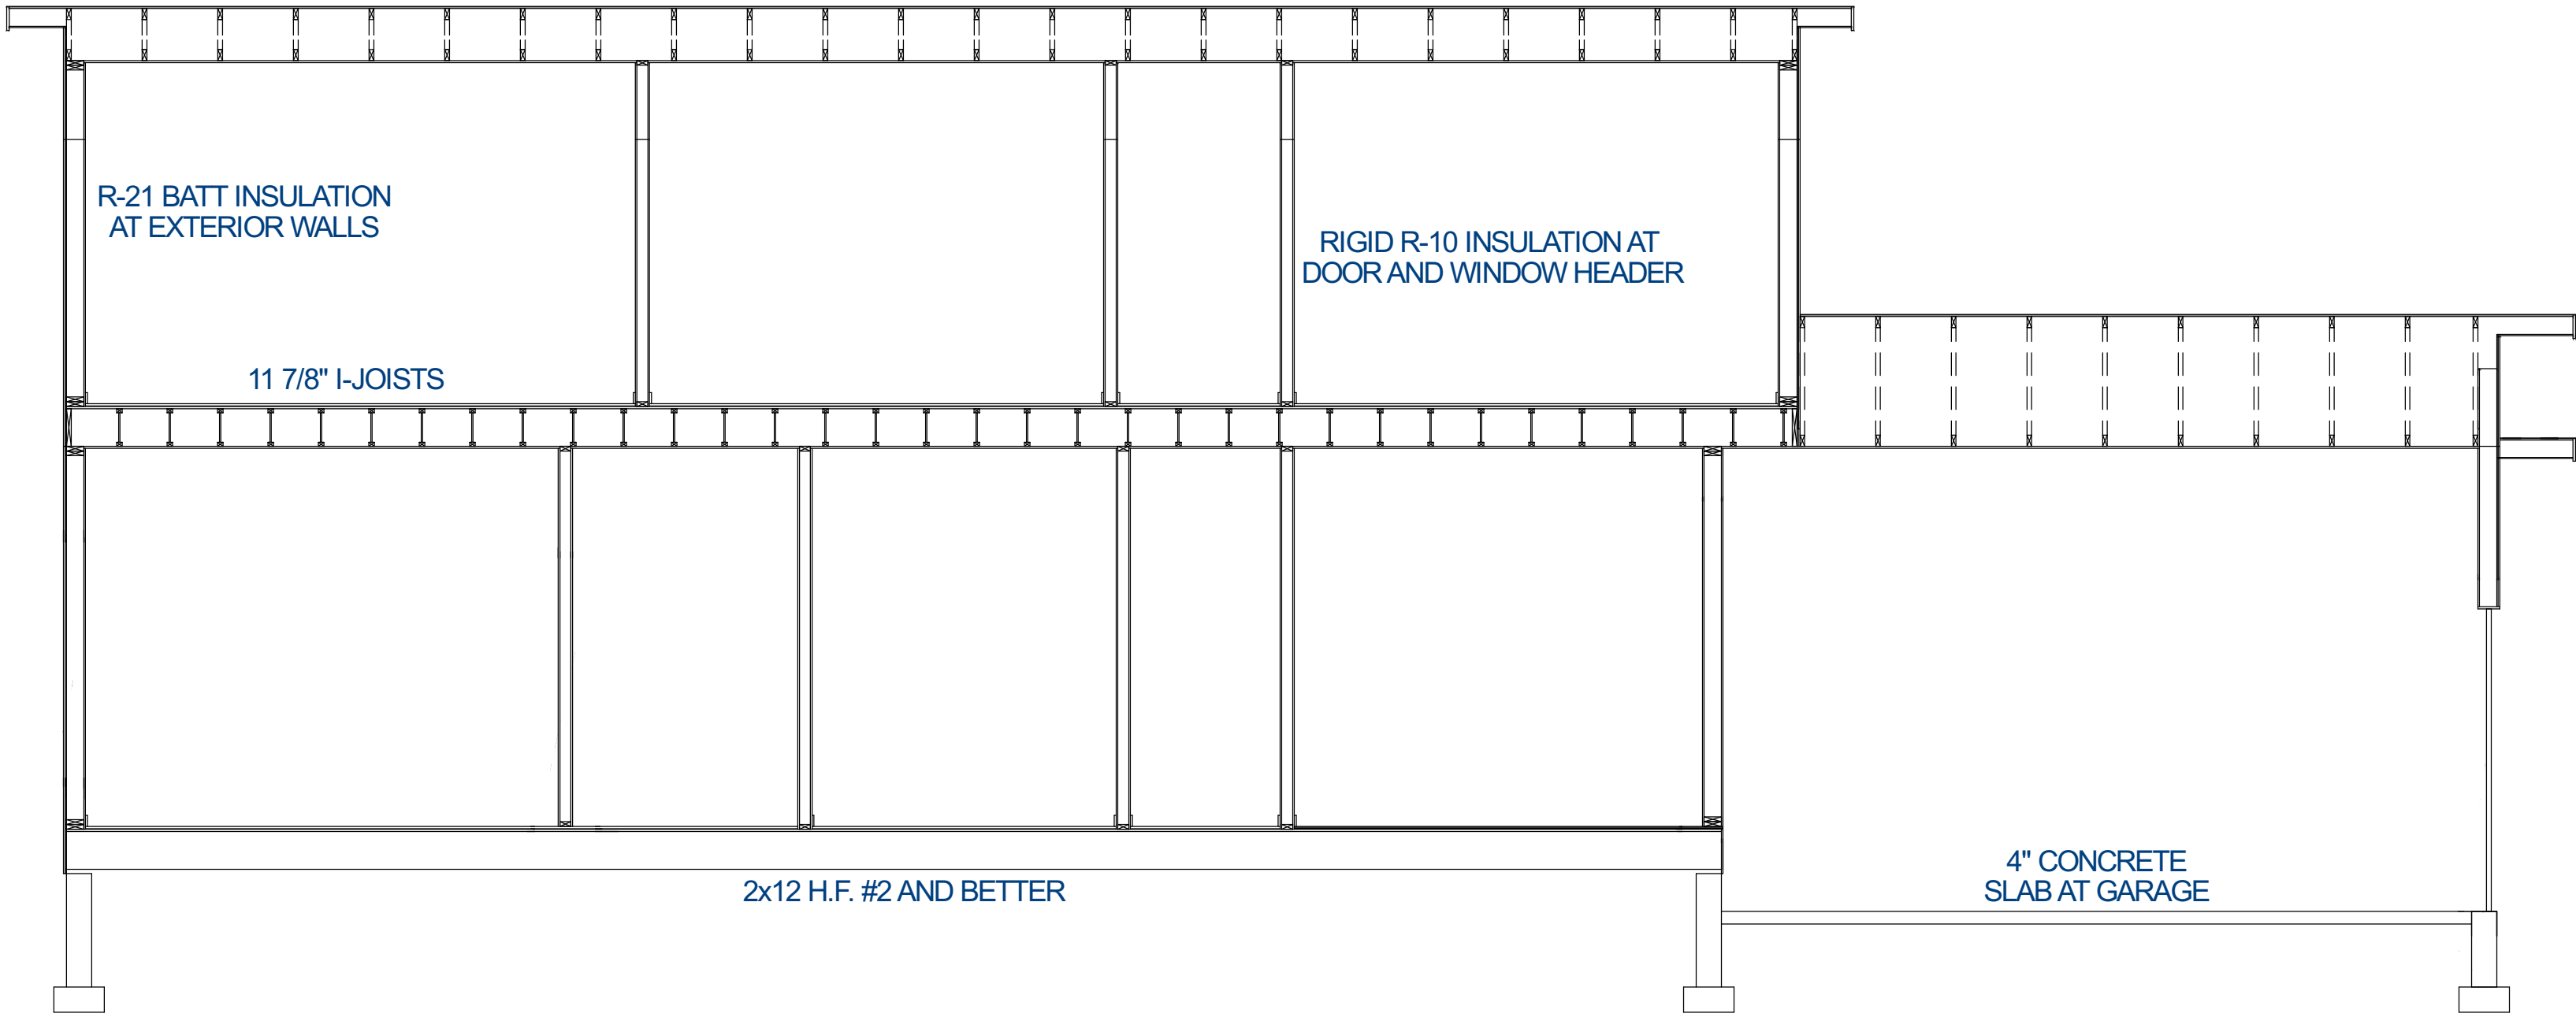 R-21 BATT INSULATION
AT EXTERIOR WALLS
RIGID R-10 INSULATION AT
DOOR AND WINDOW HEADER
11 7/8" I-JOISTS
2x12 H.F. #2 AND BETTER
4" CONCRETE
SLAB AT GARAGE